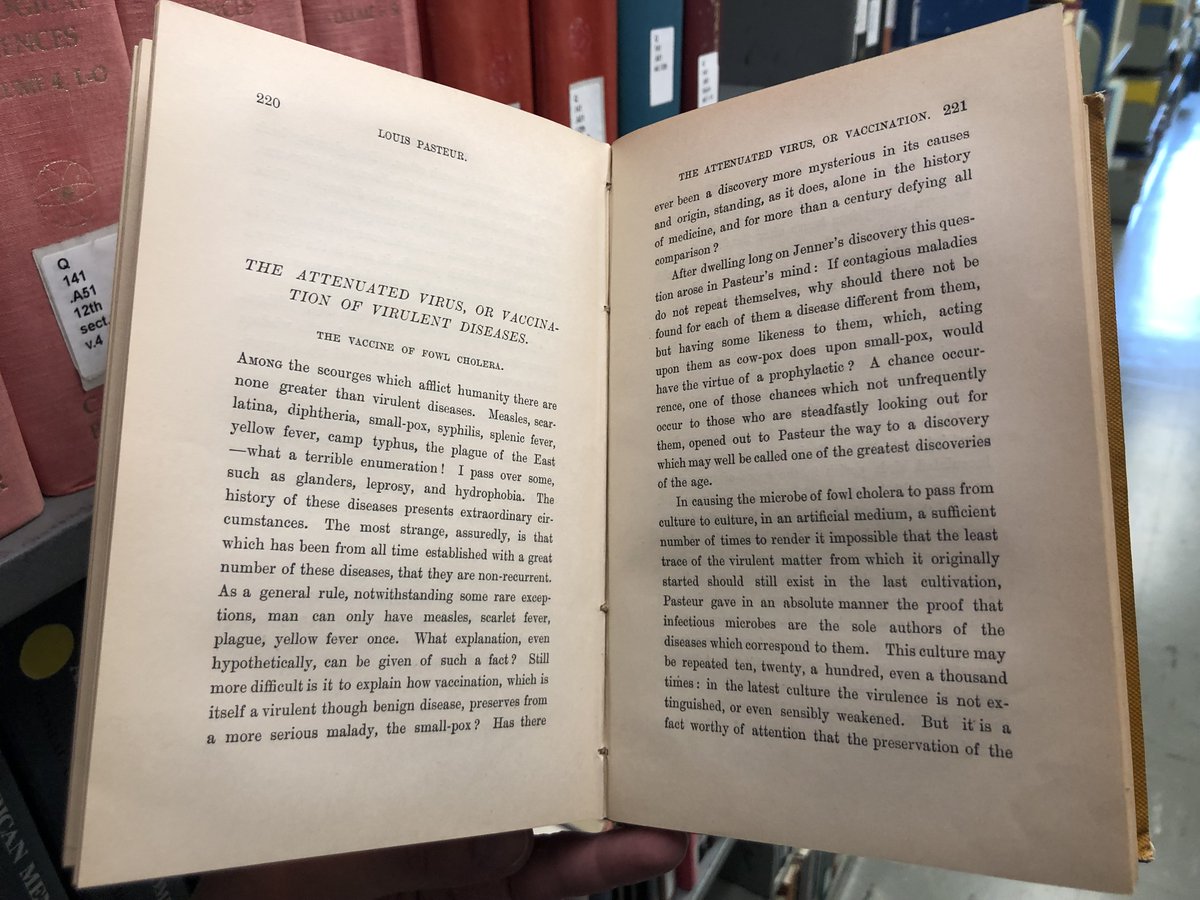 OGICAL
ENCES
VOLUME 4, L-O
VOLUME
Q
141
.A51
12th
sect.
v.4
220
LOUIS PASTEUR.
THE ATTENUATED VIRUS, OR VACCINA-
TION OF VIRULENT DISEASES.
THE VACCINE OF FOWL CHOLERA.
AMONG the scourges which afflict humanity there are
none greater than virulent diseases. Measles, scar-
latina, diphtheria, small-pox, syphilis, splenic fever,
yellow fever, camp typhus, the plague of the East
—what a terrible enumeration! I pass over some,
such as glanders, leprosy, and hydrophobia. The
history of these diseases presents extraordinary cir-
cumstances. The most strange, assuredly, is that
which has been from all time established with a great
number of these diseases, that they are non-recurrent.
As a general rule, notwithstanding some rare excep-
tions, man can only have measles, scarlet fever,
plague, yellow fever once. What explanation, even
hypothetically, can be given of such a fact? Still
more difficult is it to explain how vaccination, which is
itself a virulent though benign disease, preserves from
a more serious malady, the small-pox? Has there
THE ATTENUATED VIRUS, OR VACCINATION. 221
ever been a discovery more mysterious in its causes
and origin, standing, as it does, alone in the history
of medicine, and for more than a century defying all
comparison?
After dwelling long on Jenner's discovery this ques-
tion arose in Pasteur's mind: If contagious maladies
do not repeat themselves, why should there not be
found for each of them a disease different from them,
but having some likeness to them, which, acting
upon them as cow-pox does upon small-pox, would
have the virtue of a prophylactic? A chance occur-
rence, one of those chances which not unfrequently
occur to those who are steadfastly looking out for
them, opened out to Pasteur the way to a discovery
which may well be called one of the greatest discoveries
of the age.
In causing the microbe of fowl cholera to pass from
culture to culture, in an artificial medium, a sufficient
number of times to render it impossible that the least
trace of the virulent matter from which it originally
started should still exist in the last cultivation,
Pasteur gave in an absolute manner the proof that
infectious microbes are the sole authors of the
diseases which correspond to them. This culture may
be repeated ten, twenty, a hundred, even a thousand
times: in the latest culture the virulence is not ex-
tinguished, or even sensibly weakened. But it is a
fact worthy of attention that the preservation of the